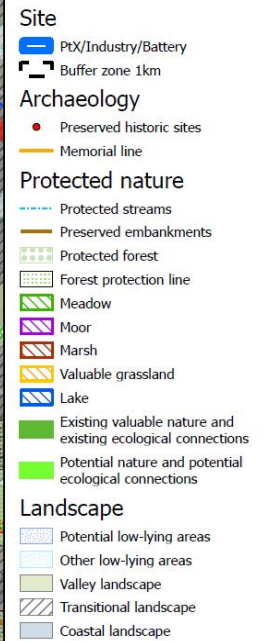 Site
PtX/Industry/Battery
Buffer zone 1km
Archaeology
Preserved historic sites
Memorial line
Protected nature
Protected streams
Preserved embankments
Protected forest
Forest protection line
Meadow
Moor
Marsh
Valuable grassland
Lake
Existing valuable nature and
existing ecological connections
Potential nature and potential
ecological connections
Landscape
Potential low-lying areas
Other low-lying areas
Valley landscape
Transitional landscape
Coastal landscape